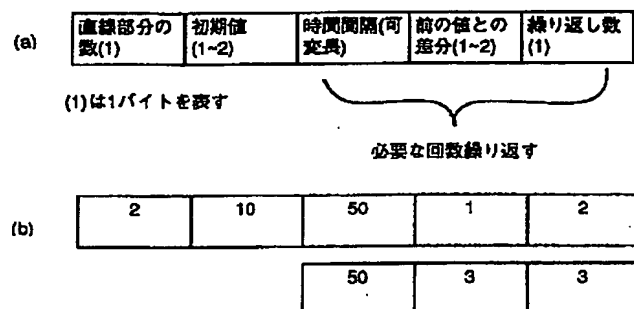 (a)
直線部分の数(1)
初期値(1~2)
時間間隔(可変長)
前の値との差分(1~2)
繰り返し数(1)
(1)は1バイトを表す
必要な回数繰り返す
(b)
2 10 50 1 2
50 3 3